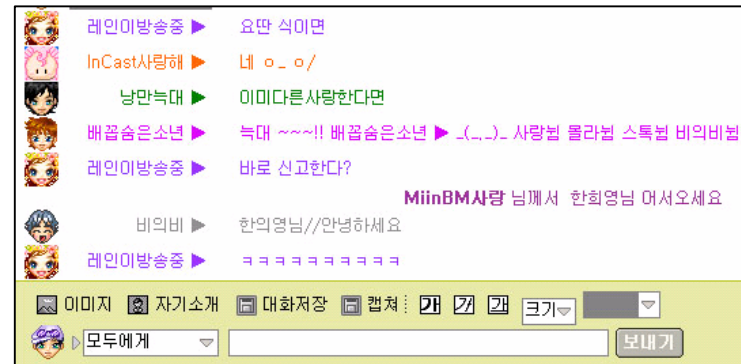 레인이방송중 ▶ 요딴 식이면
InCast사랑해 ▶ 네 o_ o/
낭만늑대 ▶ 이미다른사랑한다면
배꼽숨은소년 ▶ 늑대 ~~~!! 배꼽숨은소년 ▶ _(_._)_ 사랑뉨 몰라뉨 스톡뉨 비의비뉨
레인이방송중 ▶ 바로 신고한다?
MiinBM사랑 님께서 한희영님 어서오세요
비의비 ▶ 한의영님//안녕하세요
레인이방송중 ▶ ㅋㅋㅋㅋㅋㅋㅋㅋㅋㅋ
이미지 자기소개 대화저장 캡쳐 가 가 가 크기
모두에게 보내기